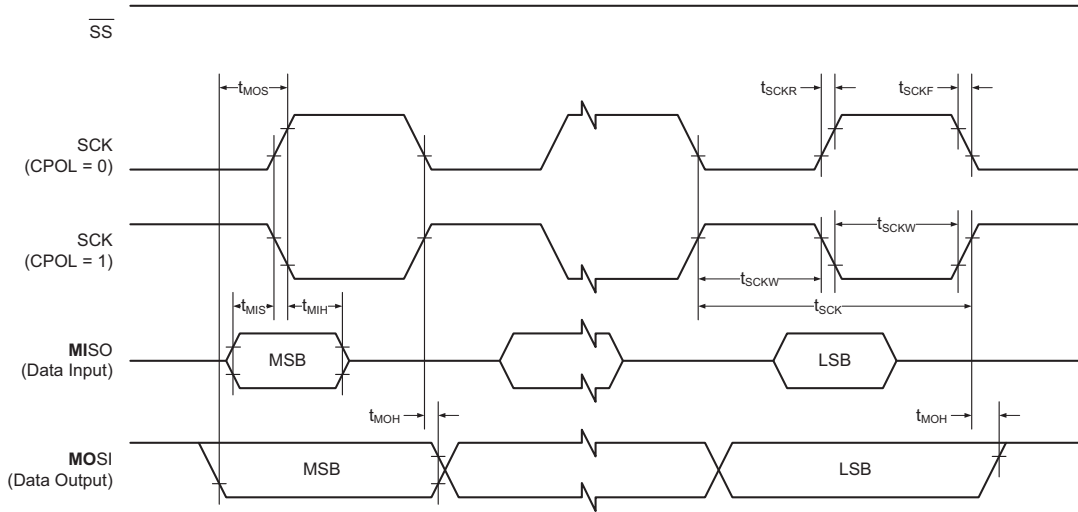 SS
tMOS
tSCKR
tSCKF
SCK
(CPOL = 0)
SCK
(CPOL = 1)
tSCKW
tSCKW
tMIS
tMIH
tSCK
MISO
(Data Input)
MSB
LSB
tMOH
tMOH
MOSI
(Data Output)
MSB
LSB